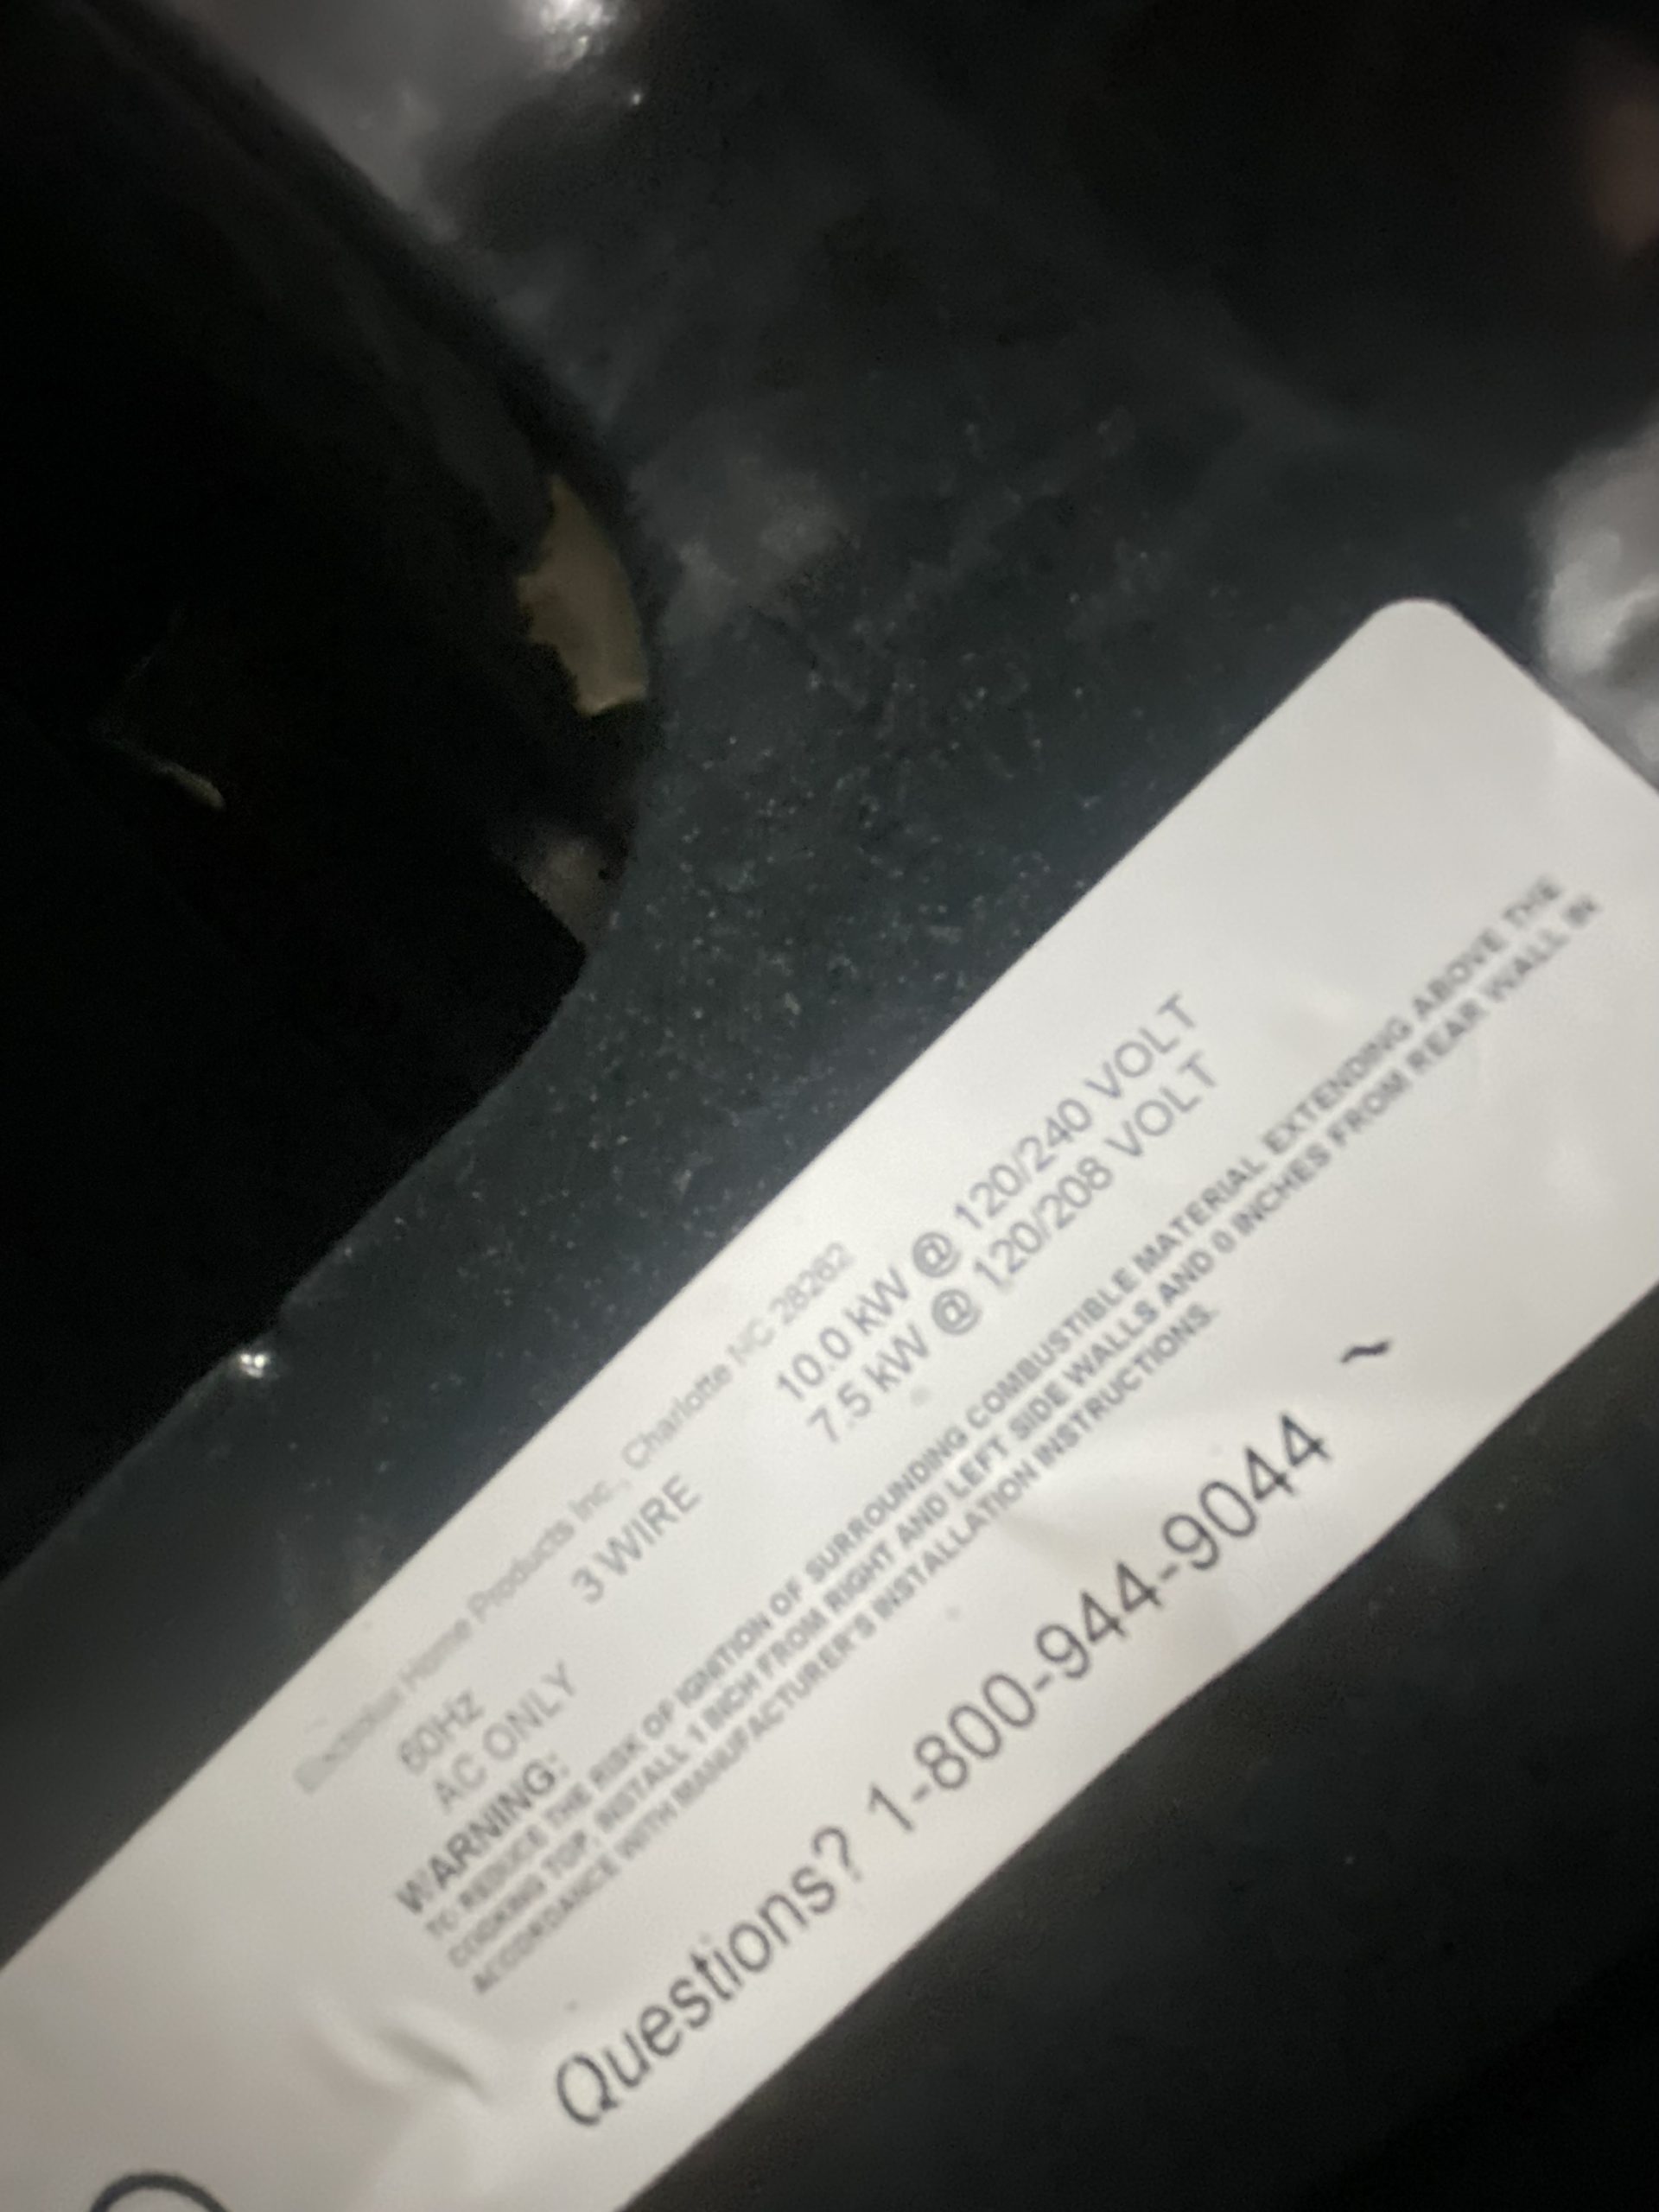 Electrolux Home Products Inc., Charlotte NC 28262
60Hz 3 WIRE 10.0 kW @ 120/240 VOLT
AC ONLY 7.5 kW @ 120/208 VOLT
WARNING:
TO REDUCE THE RISK OF IGNITION OF SURROUNDING COMBUSTIBLE MATERIAL EXTENDING ABOVE THE
COOKING TOP, INSTALL 1 INCH FROM RIGHT AND LEFT SIDE WALLS AND 0 INCHES FROM REAR WALL IN
ACCORDANCE WITH MANUFACTURER'S INSTALLATION INSTRUCTIONS.
Questions? 1-800-944-9044 ~